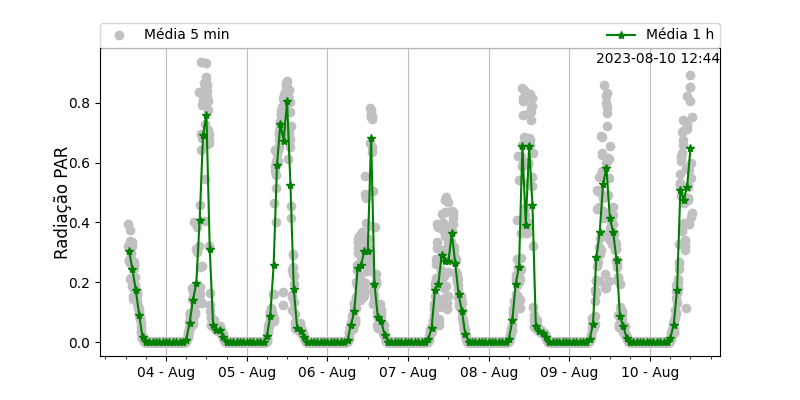 Média 5 min
Média 1 h
2023-08-10 12:44
Radiação PAR
0.8
0.6
0.4
0.2
0.0
04 - Aug
05 - Aug
06 - Aug
07 - Aug
08 - Aug
09 - Aug
10 - Aug